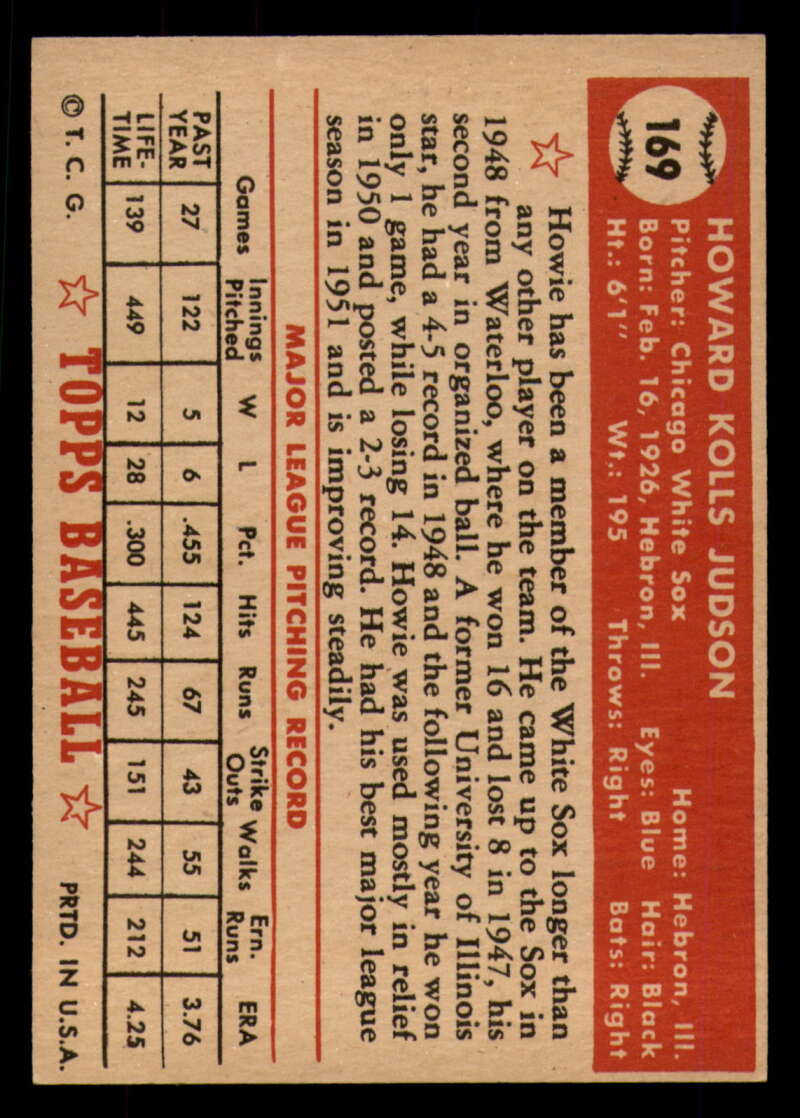 169
HOWARD KOLLS JUDSON
Pitcher: Chicago White Sox Home: Hebron, Ill.
Born: Feb. 16, 1926, Hebron, Ill. Eyes: Blue Hair: Black
Ht.: 6'1" Wt.: 195 Throws: Right Bats: Right
Howie has been a member of the White Sox longer than
any other player on the team. He came up to the Sox in
1948 from Waterloo, where he won 16 and lost 8 in 1947, his
second year in organized ball. A former University of Illinois
star, he had a 4-5 record in 1948 and the following year he won
only 1 game, while losing 14. Howie was used mostly in relief
in 1950 and posted a 2-3 record. He had his best major league
season in 1951 and is improving steadily.
MAJOR LEAGUE PITCHING RECORD
Games Innings Pitched W L Pct. Hits Runs Strike Outs Walks Ern. Runs ERA
PAST YEAR 27 122 5 6 .455 124 67 43 55 51 3.76
LIFE-TIME 139 449 12 28 .300 445 245 151 244 212 4.25
© T. C. G. TOPPS BASEBALL PRTD. IN U.S.A.